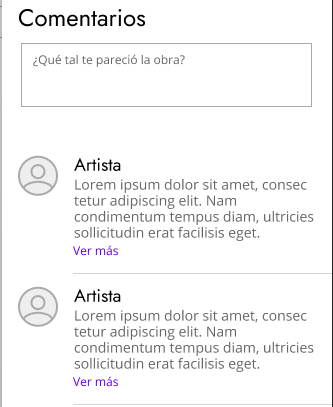 Comentarios
¿Qué tal te pareció la obra?
Artista
Lorem ipsum dolor sit amet, consec
tetur adipiscing elit. Nam
condimentum tempus diam, ultricies
sollicitudin erat facilisis eget.
Ver más
Artista
Lorem ipsum dolor sit amet, consec
tetur adipiscing elit. Nam
condimentum tempus diam, ultricies
sollicitudin erat facilisis eget.
Ver más